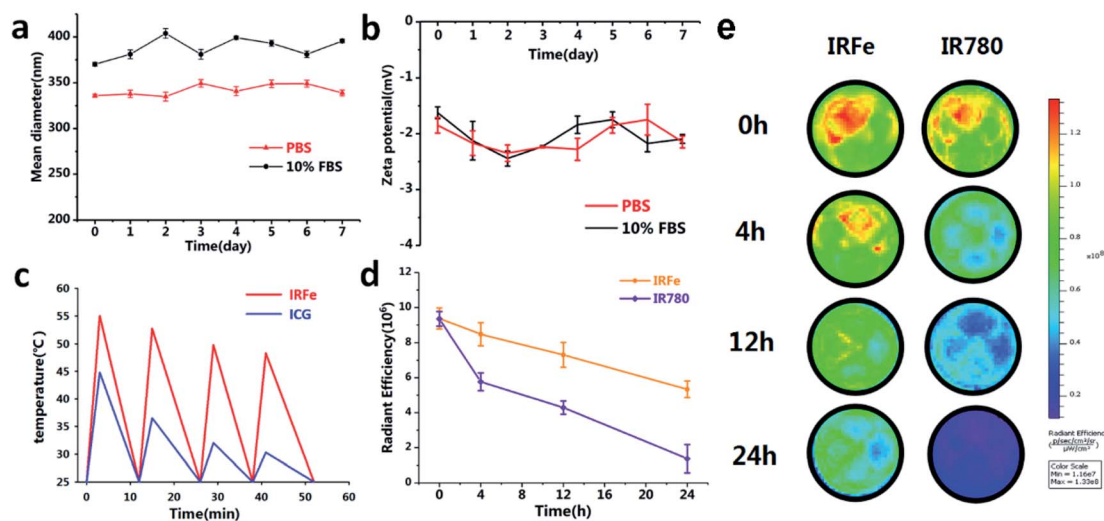 a
Mean diameter(nm)
400
350
300
250
200
PBS
10% FBS
0 1 2 3 4 5 6 7
Time(day)
b
Time(day)
0 1 2 3 4 5 6 7
Zeta potential(mV)
-1
-2
-3
-4
PBS
10% FBS
c
temperature(°C)
60
55
50
45
40
35
30
25
IRFe
ICG
0 10 20 30 40 50 60
Time(min)
d
Radiant Efficiency(10⁶)
12
10
8
6
4
2
0
IRFe
IR780
0 4 8 12 16 20 24
Time(h)
e
IRFe IR780
0h
4h
12h
24h
1.2
1.0
0.8
×10⁸
0.6
0.4
0.2
Radiant Efficiency
(p/sec/cm²/sr
μW/cm²)
Color Scale
Min = 1.16e7
Max = 1.33e8